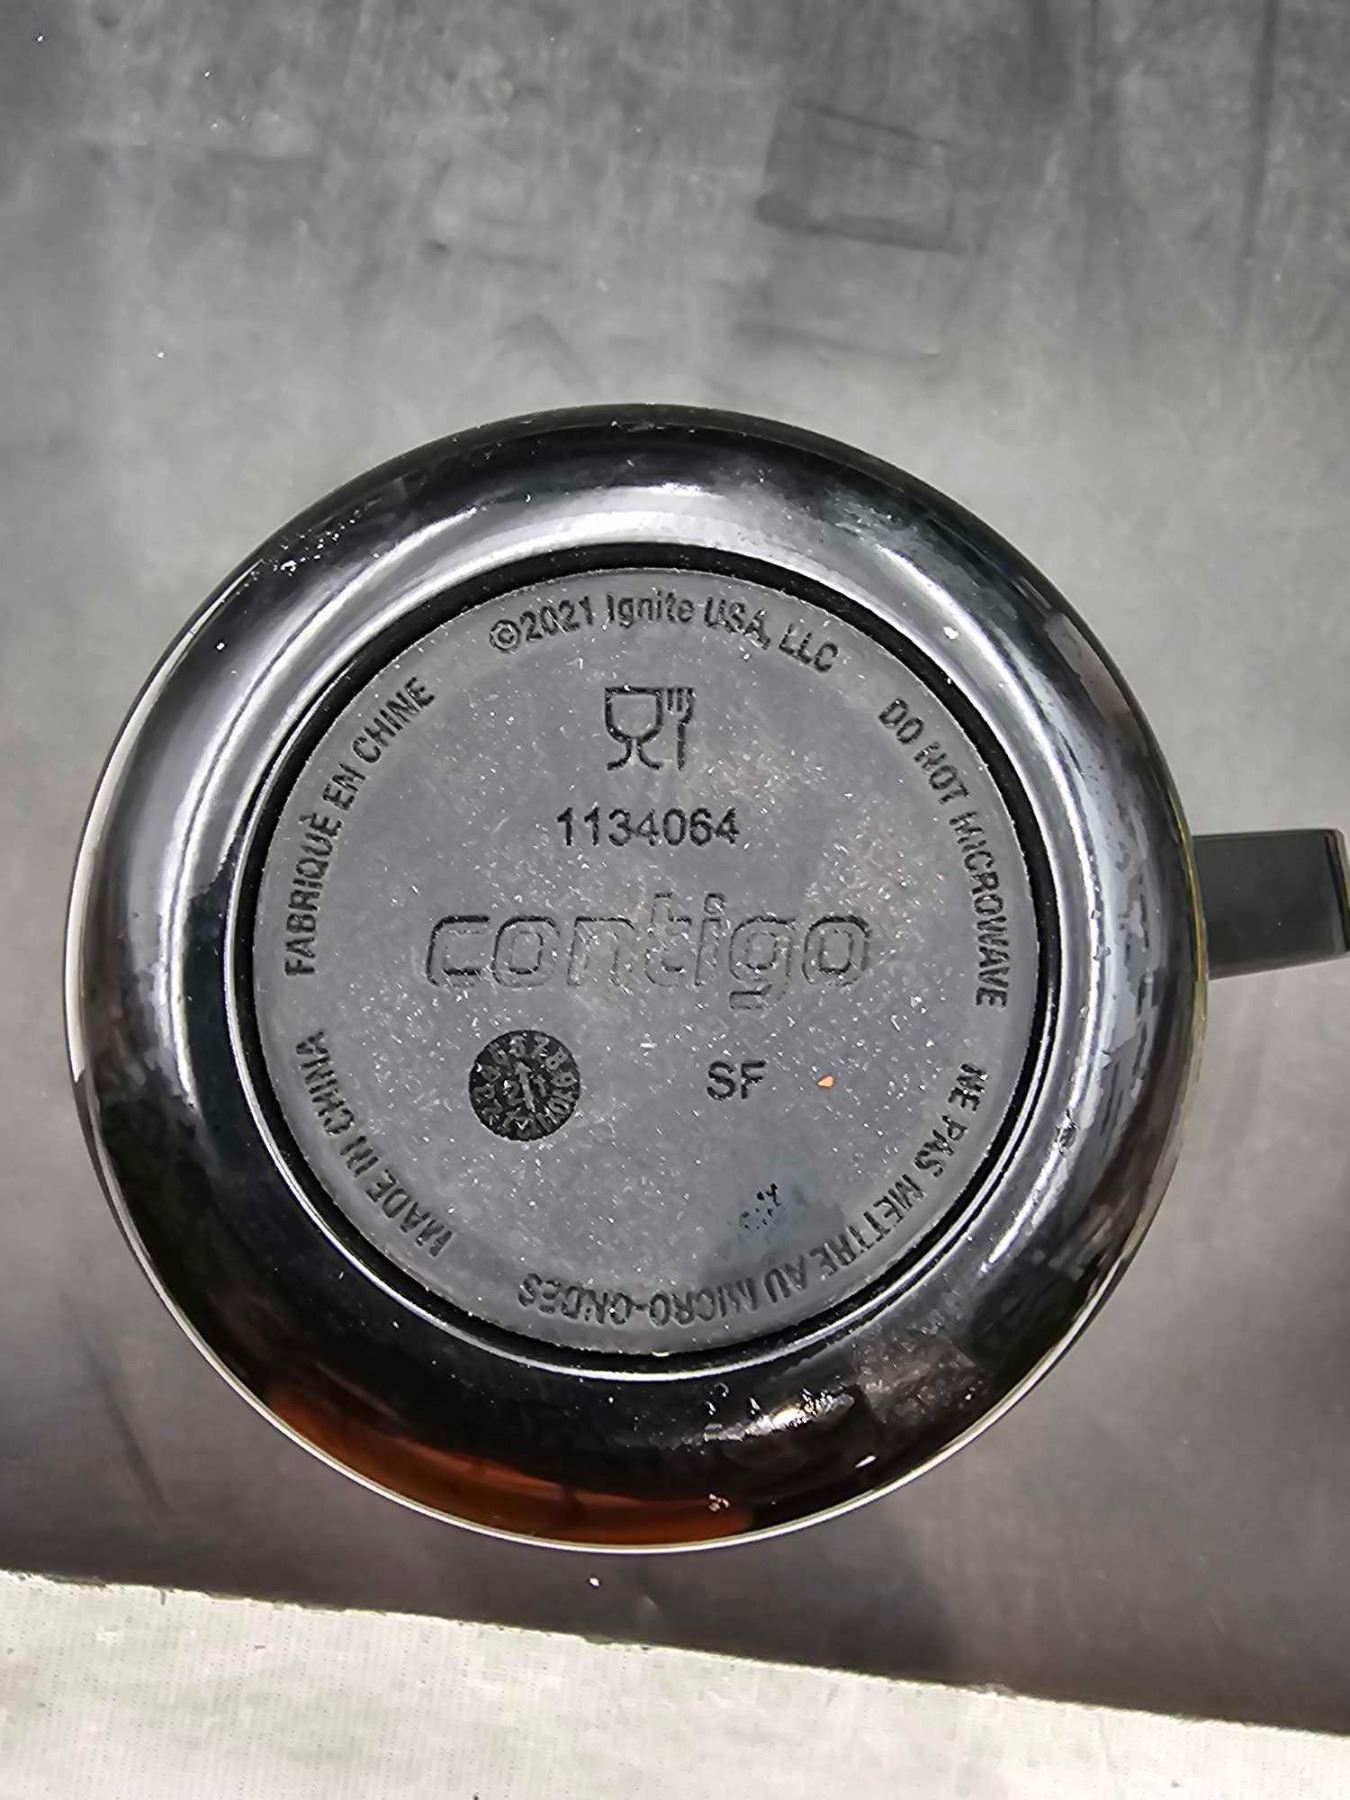 ©2021 Ignite USA, LLC
DO NOT MICROWAVE
NE PAS METTRE AU MICRO-ONDES
MADE IN CHINA
FABRIQUÉ EN CHINE
1134064
contigo
SF